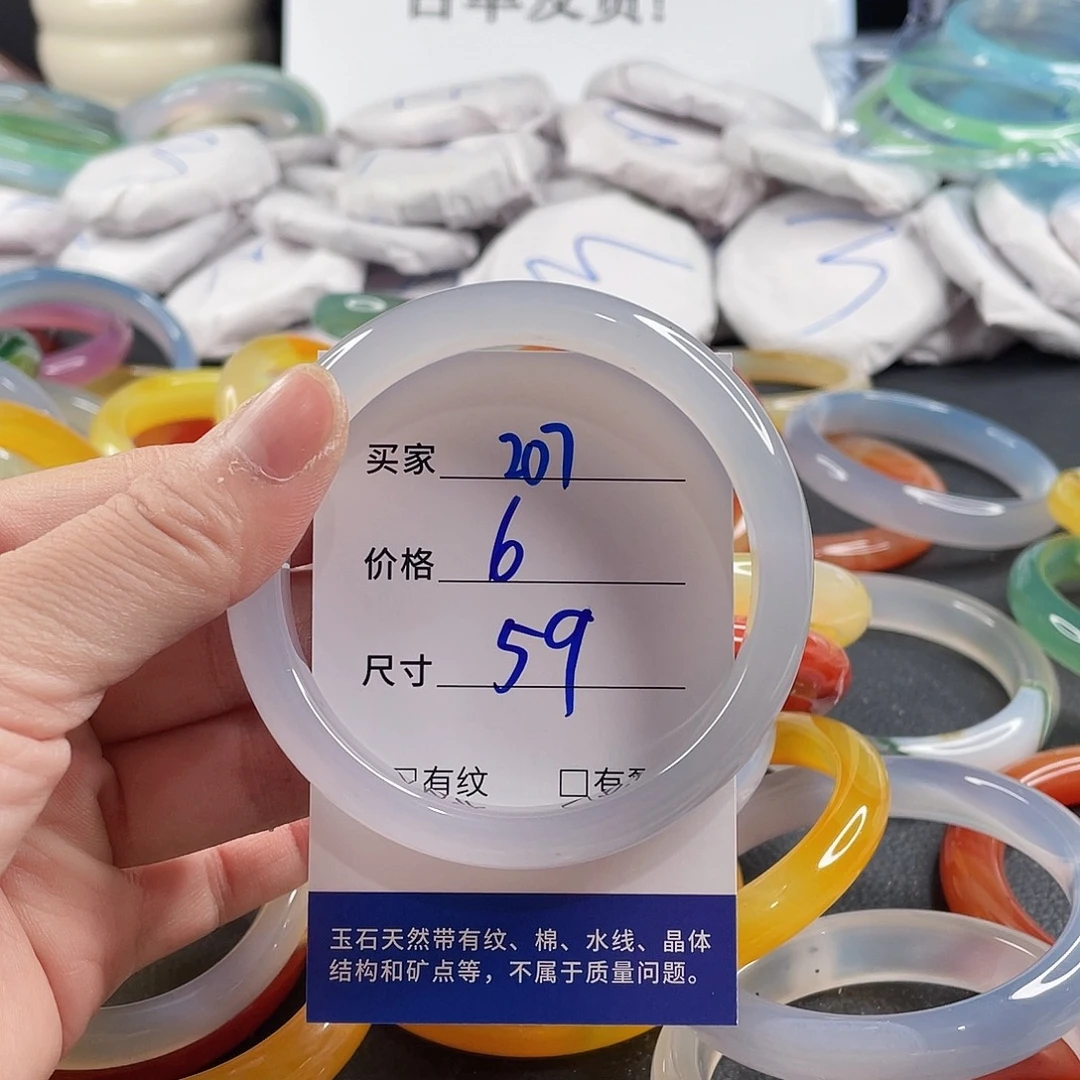 买家 207
价格 6
尺寸 59
有纹 □有
玉石天然带有纹、棉、水线、晶体
结构和矿点等，不属于质量问题。